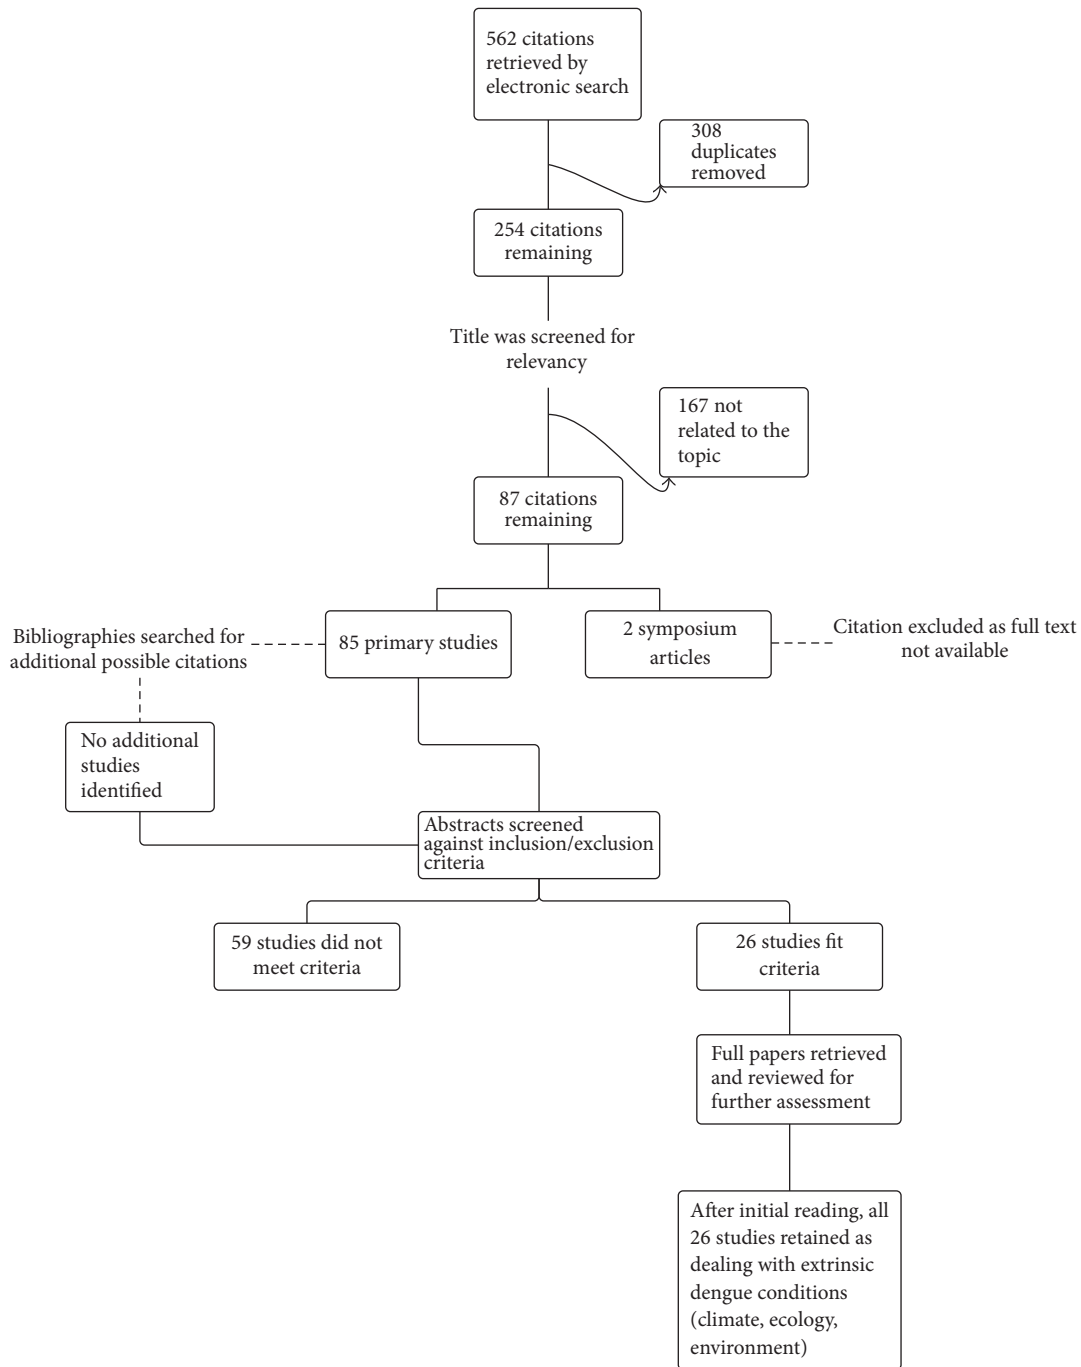 562 citations
retrieved by
electronic search
308
duplicates
removed
254 citations
remaining
Title was screened for
relevancy
167 not
related to the
topic
87 citations
remaining
Bibliographies searched for
additional possible citations
85 primary studies
2 symposium
articles
Citation excluded as full text
not available
No additional
studies
identified
Abstracts screened
against inclusion/exclusion
criteria
59 studies did not
meet criteria
26 studies fit
criteria
Full papers retrieved
and reviewed for
further assessment
After initial reading, all
26 studies retained as
dealing with extrinsic
dengue conditions
(climate, ecology,
environment)